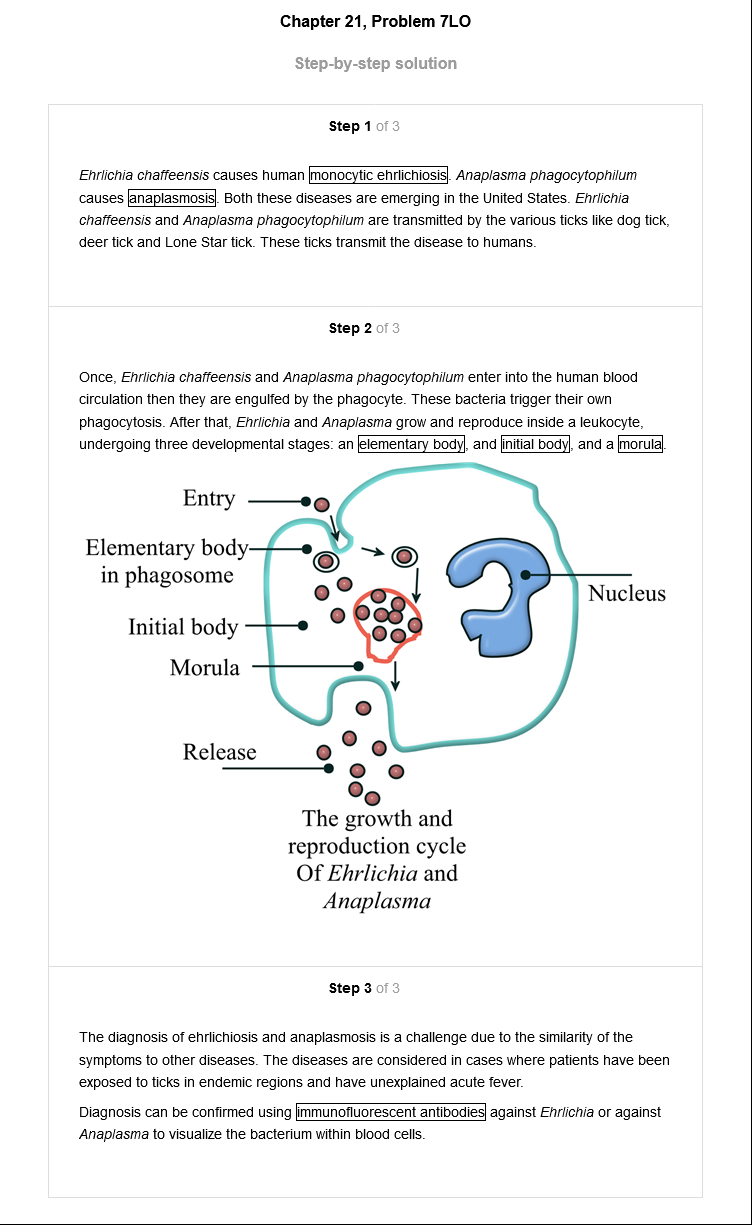 Chapter 21, Problem 7LO
Step-by-step solution
Step 1 of 3
Ehrlichia chaffeensis causes human monocytic ehrlichiosis. Anaplasma phagocytophilum
causes anaplasmosis. Both these diseases are emerging in the United States. Ehrlichia
chaffeensis and Anaplasma phagocytophilum are transmitted by the various ticks like dog tick,
deer tick and Lone Star tick. These ticks transmit the disease to humans.
Step 2 of 3
Once, Ehrlichia chaffeensis and Anaplasma phagocytophilum enter into the human blood
circulation then they are engulfed by the phagocyte. These bacteria trigger their own
phagocytosis. After that, Ehrlichia and Anaplasma grow and reproduce inside a leukocyte,
undergoing three developmental stages: an elementary body, and initial body, and a morula.
Entry
Elementary body
in phagosome
Nucleus
Initial body
Morula
Release
The growth and
reproduction cycle
Of Ehrlichia and
Anaplasma
Step 3 of 3
The diagnosis of ehrlichiosis and anaplasmosis is a challenge due to the similarity of the
symptoms to other diseases. The diseases are considered in cases where patients have been
exposed to ticks in endemic regions and have unexplained acute fever.
Diagnosis can be confirmed using immunofluorescent antibodies against Ehrlichia or against
Anaplasma to visualize the bacterium within blood cells.